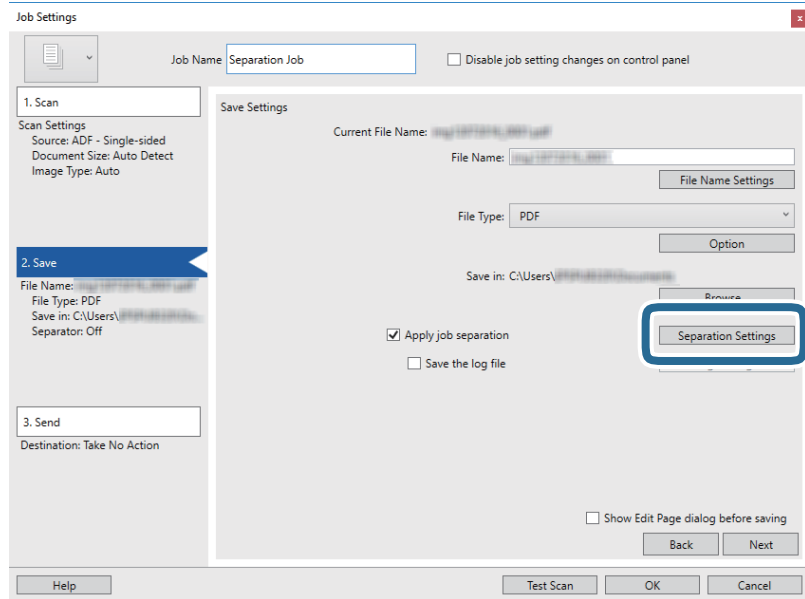 Job Settings
x
Job Name Separation Job
Disable job setting changes on control panel
1. Scan
Scan Settings
Source: ADF - Single-sided
Document Size: Auto Detect
Image Type: Auto
2. Save
File Name:
File Type: PDF
Save in: C:\Users\
Separator: Off
3. Send
Destination: Take No Action
Save Settings
Current File Name:
File Name:
File Name Settings
File Type: PDF
Option
Save in: C:\Users\
Browse
Apply job separation
Separation Settings
Save the log file
Show Edit Page dialog before saving
Back
Next
Help
Test Scan
OK
Cancel